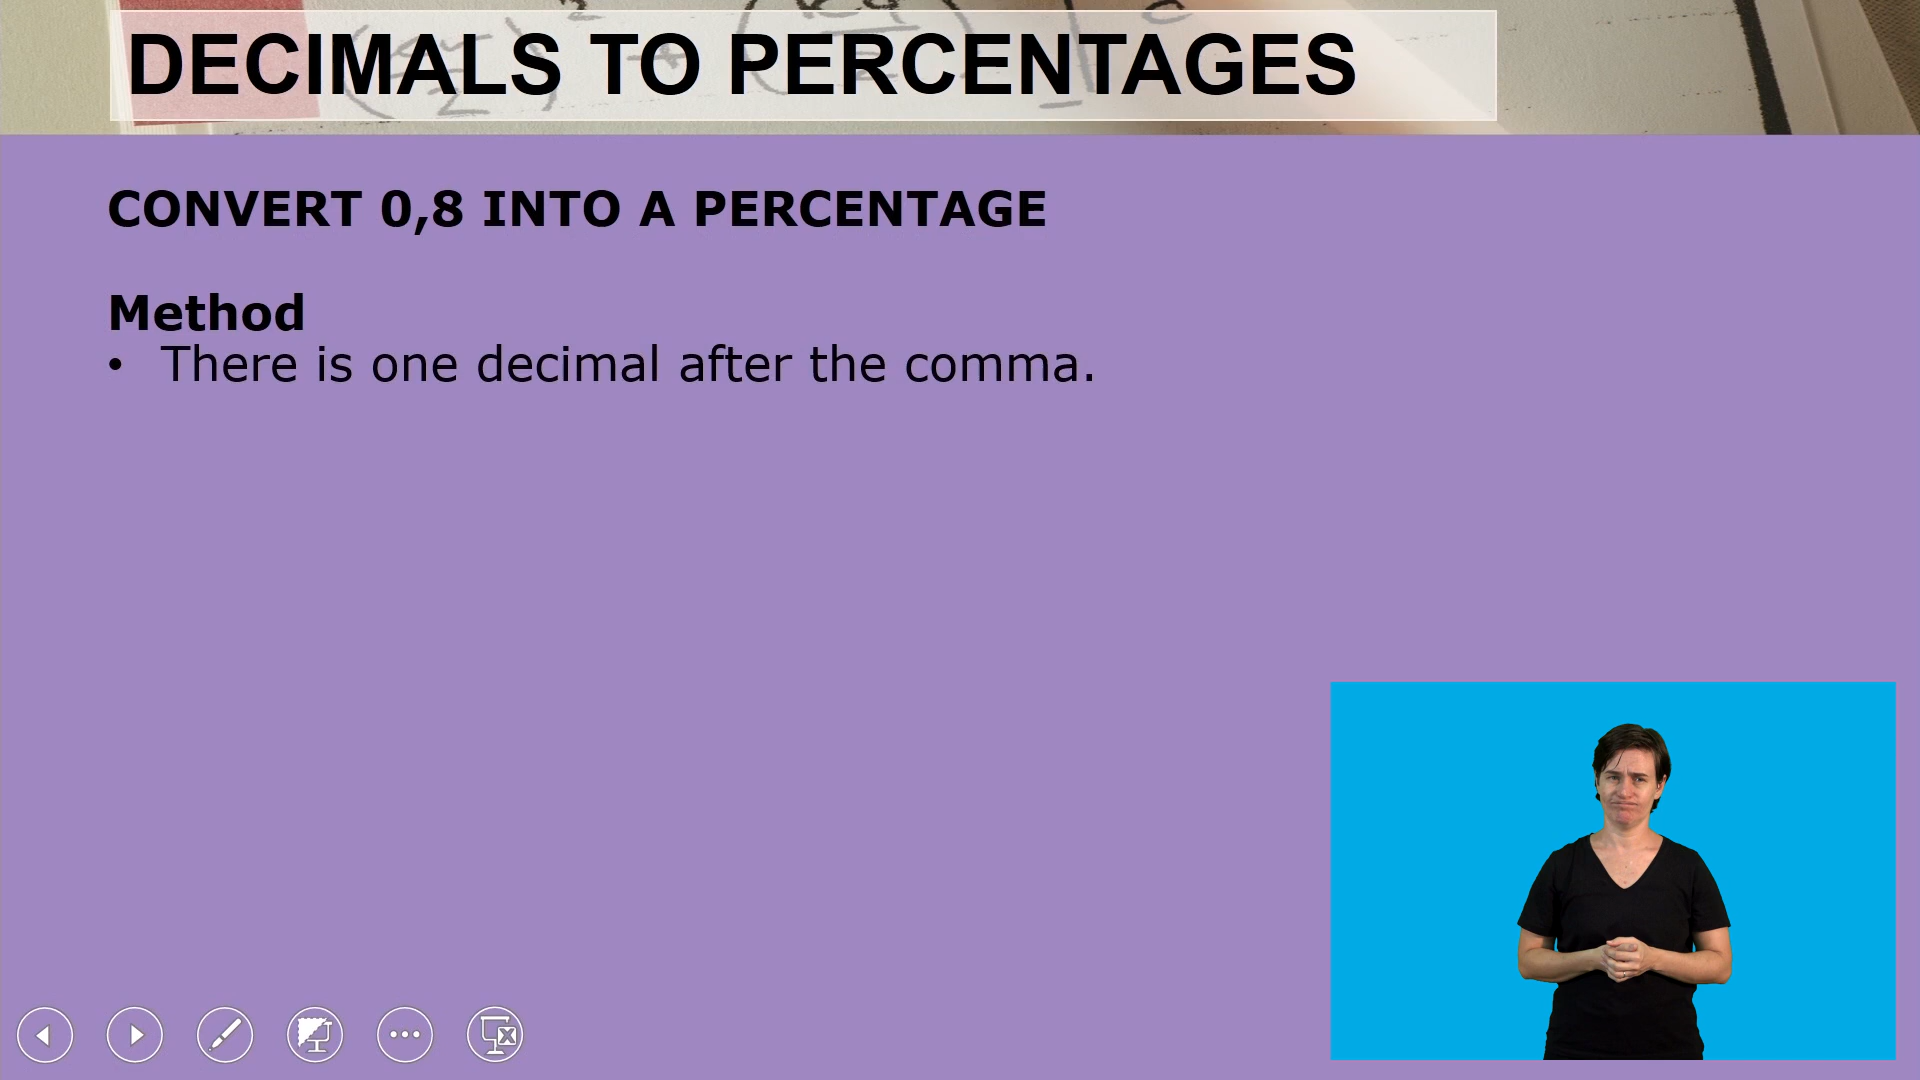 DECIMALS TO PERCENTAGES
CONVERT 0,8 INTO A PERCENTAGE
Method
• There is one decimal after the comma.